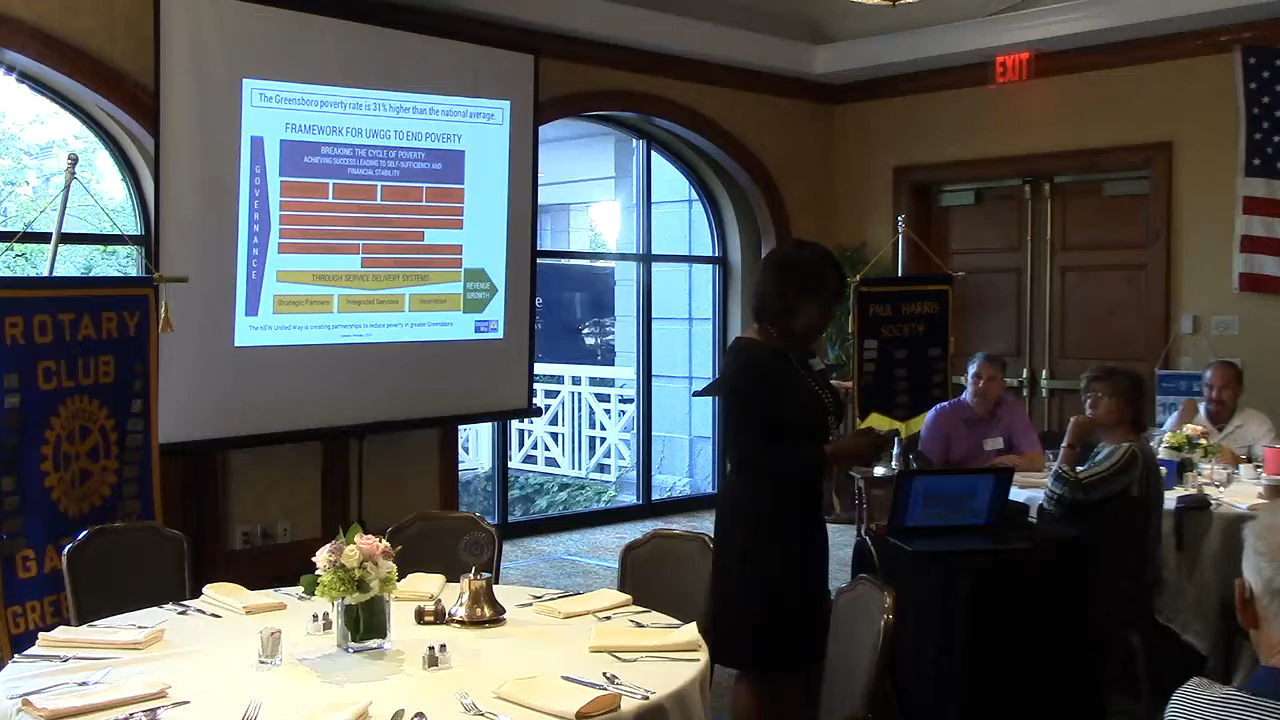 The Greensboro poverty rate is 31% higher than the national average.
FRAMEWORK FOR UWGG TO END POVERTY
BREAKING THE CYCLE OF POVERTY:
ACHIEVING SUCCESS LEADING TO SELF-SUFFICIENCY AND
FINANCIAL STABILITY
GOVERNANCE
THROUGH SERVICE DELIVERY SYSTEMS
REVENUE
GROWTH
Strategic Partners
Integrated Services
Innovation
The NEW United Way is creating partnerships to reduce poverty in greater Greensboro
EXIT
ROTARY
CLUB
GA
GREE
PAUL HARRIS
SOCIETY